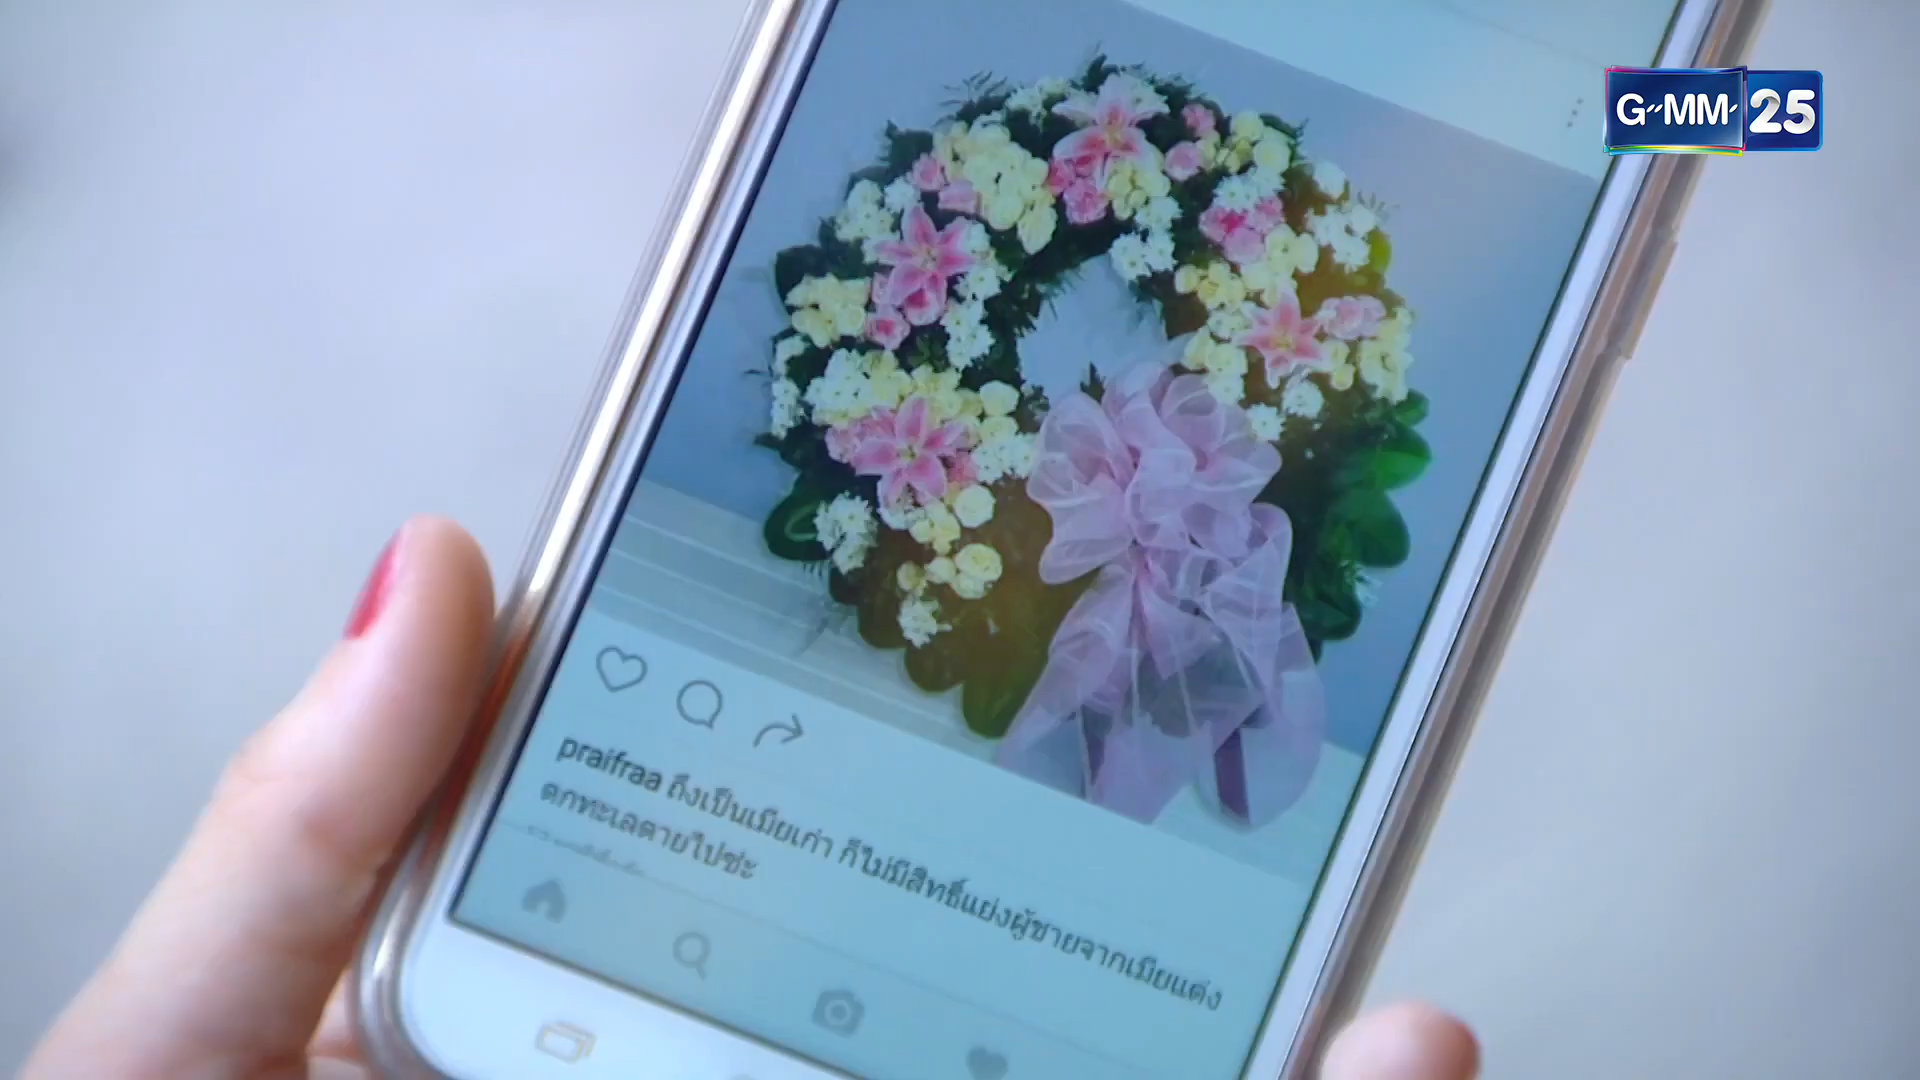 G-MM 25
praifraa ถึงเป็นเมียเก่า ก็ไม่มีสิทธิ์แย่งผู้ชายจากเมียแต่ง
ตกทะเลตายไปซ่ะ